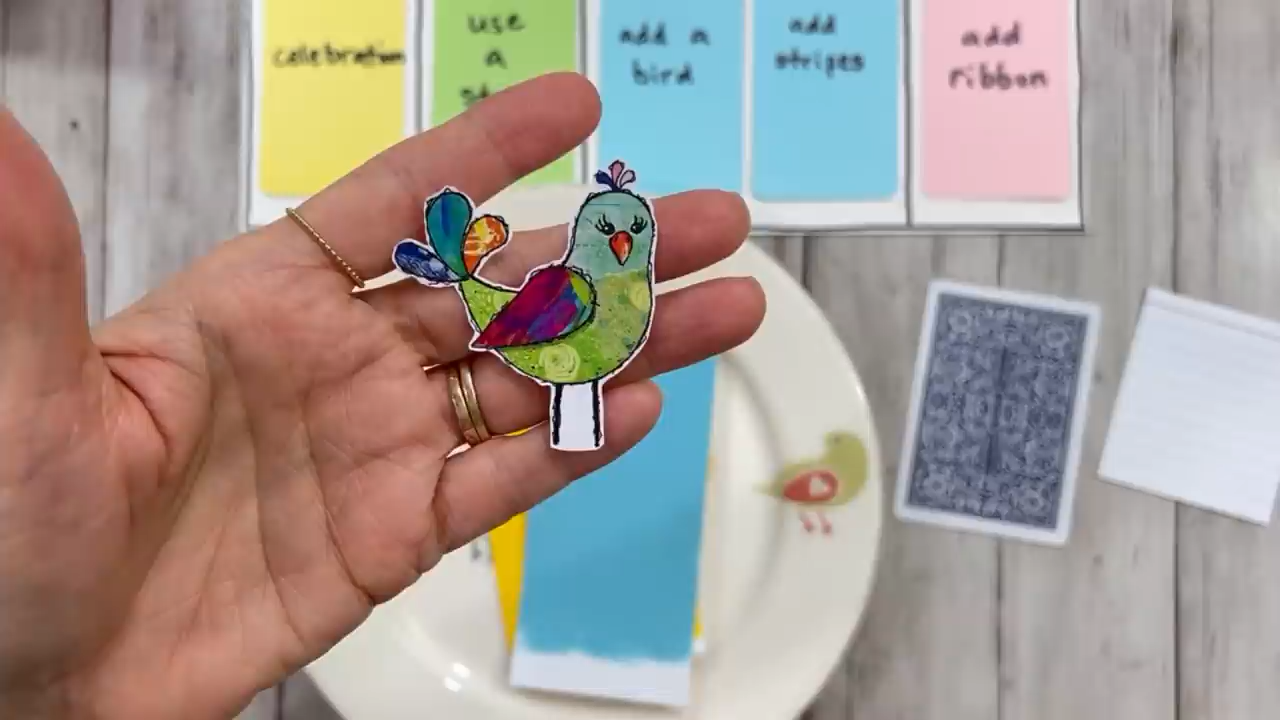 celebration
use
a
add a
bird
add
stripes
add
ribbon